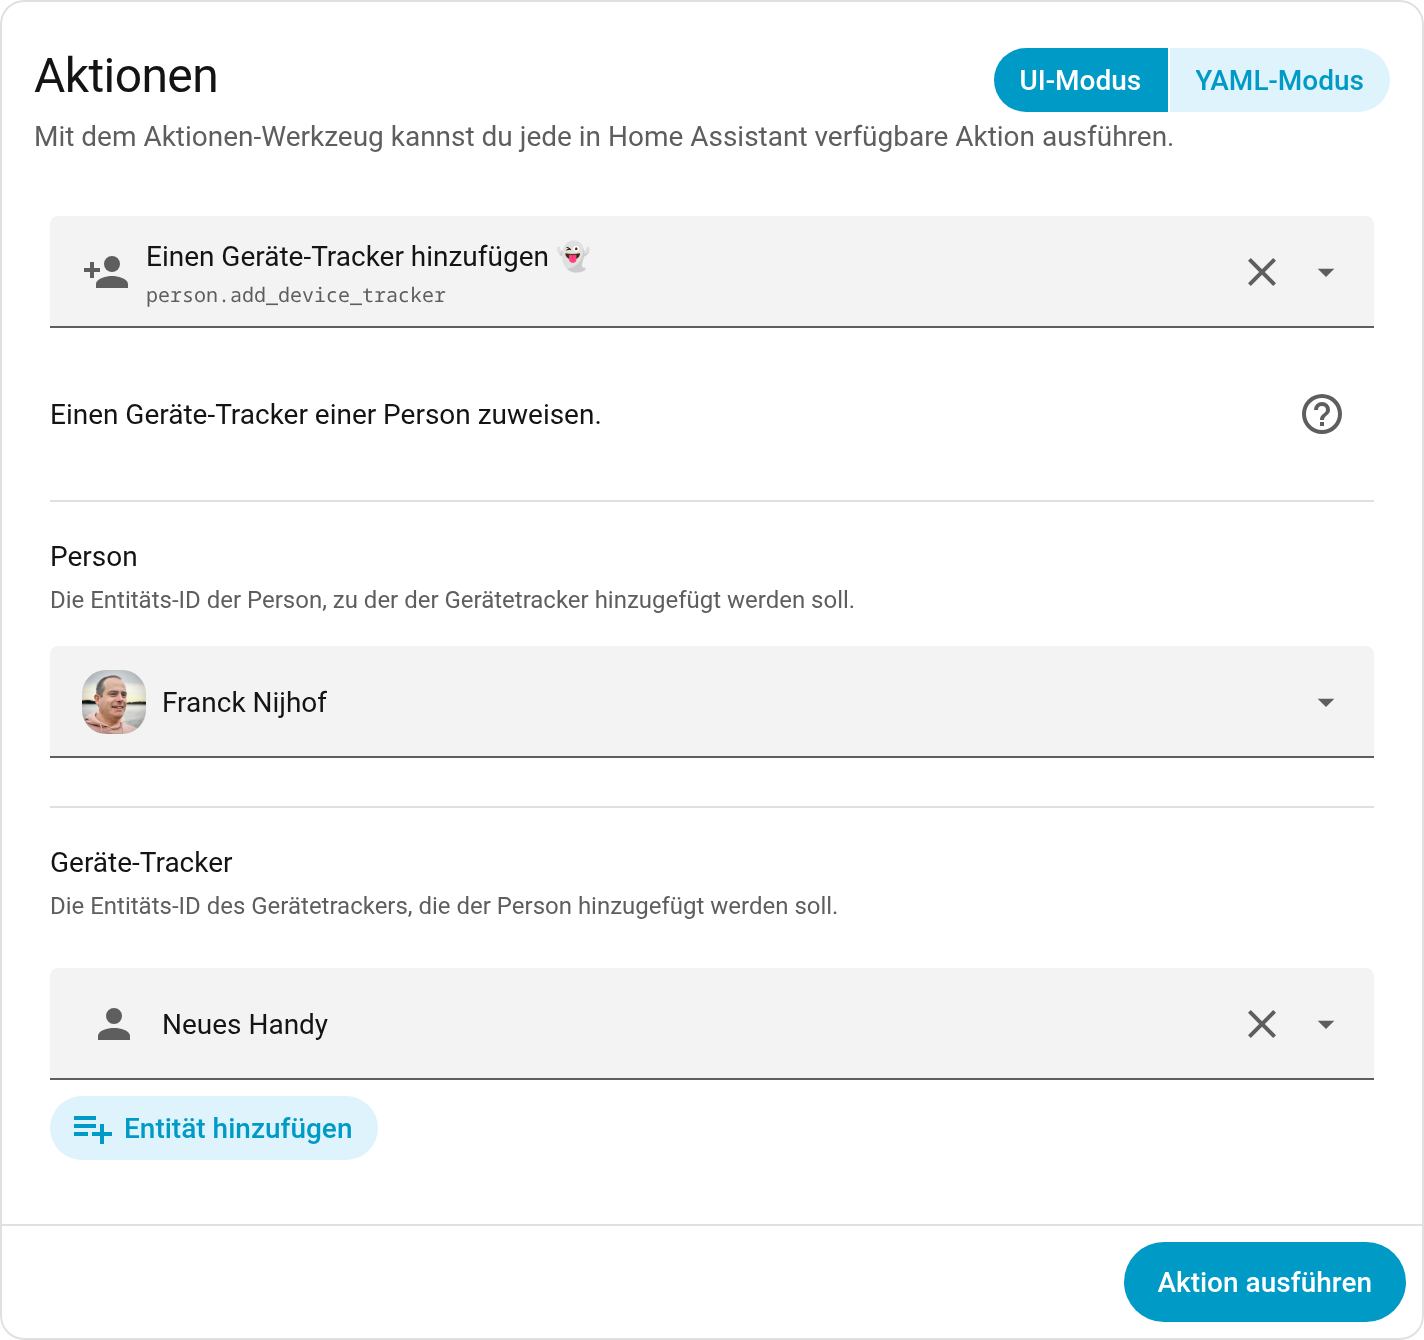 Aktionen
UI-Modus
YAML-Modus
Mit dem Aktionen-Werkzeug kannst du jede in Home Assistant verfügbare Aktion ausführen.
Einen Geräte-Tracker hinzufügen 👻
person.add_device_tracker
Einen Geräte-Tracker einer Person zuweisen.
Person
Die Entitäts-ID der Person, zu der der Gerätetracker hinzugefügt werden soll.
Franck Nijhof
Geräte-Tracker
Die Entitäts-ID des Gerätetrackers, die der Person hinzugefügt werden soll.
Neues Handy
Entität hinzufügen
Aktion ausführen